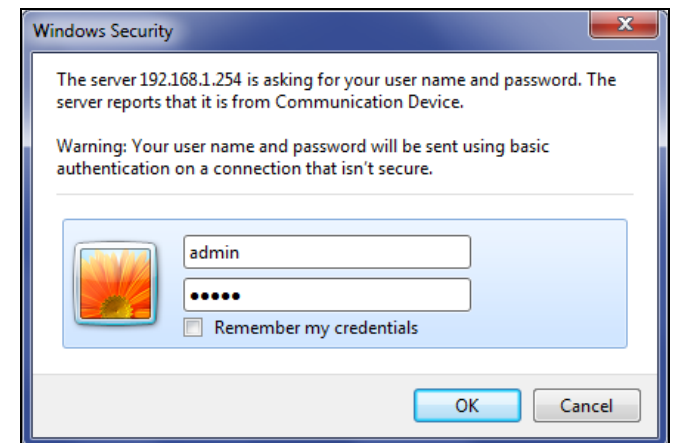 Windows Security
The server 192.168.1.254 is asking for your user name and password. The
server reports that it is from Communication Device.
Warning: Your user name and password will be sent using basic
authentication on a connection that isn't secure.
admin
●●●●●
Remember my credentials
OK
Cancel